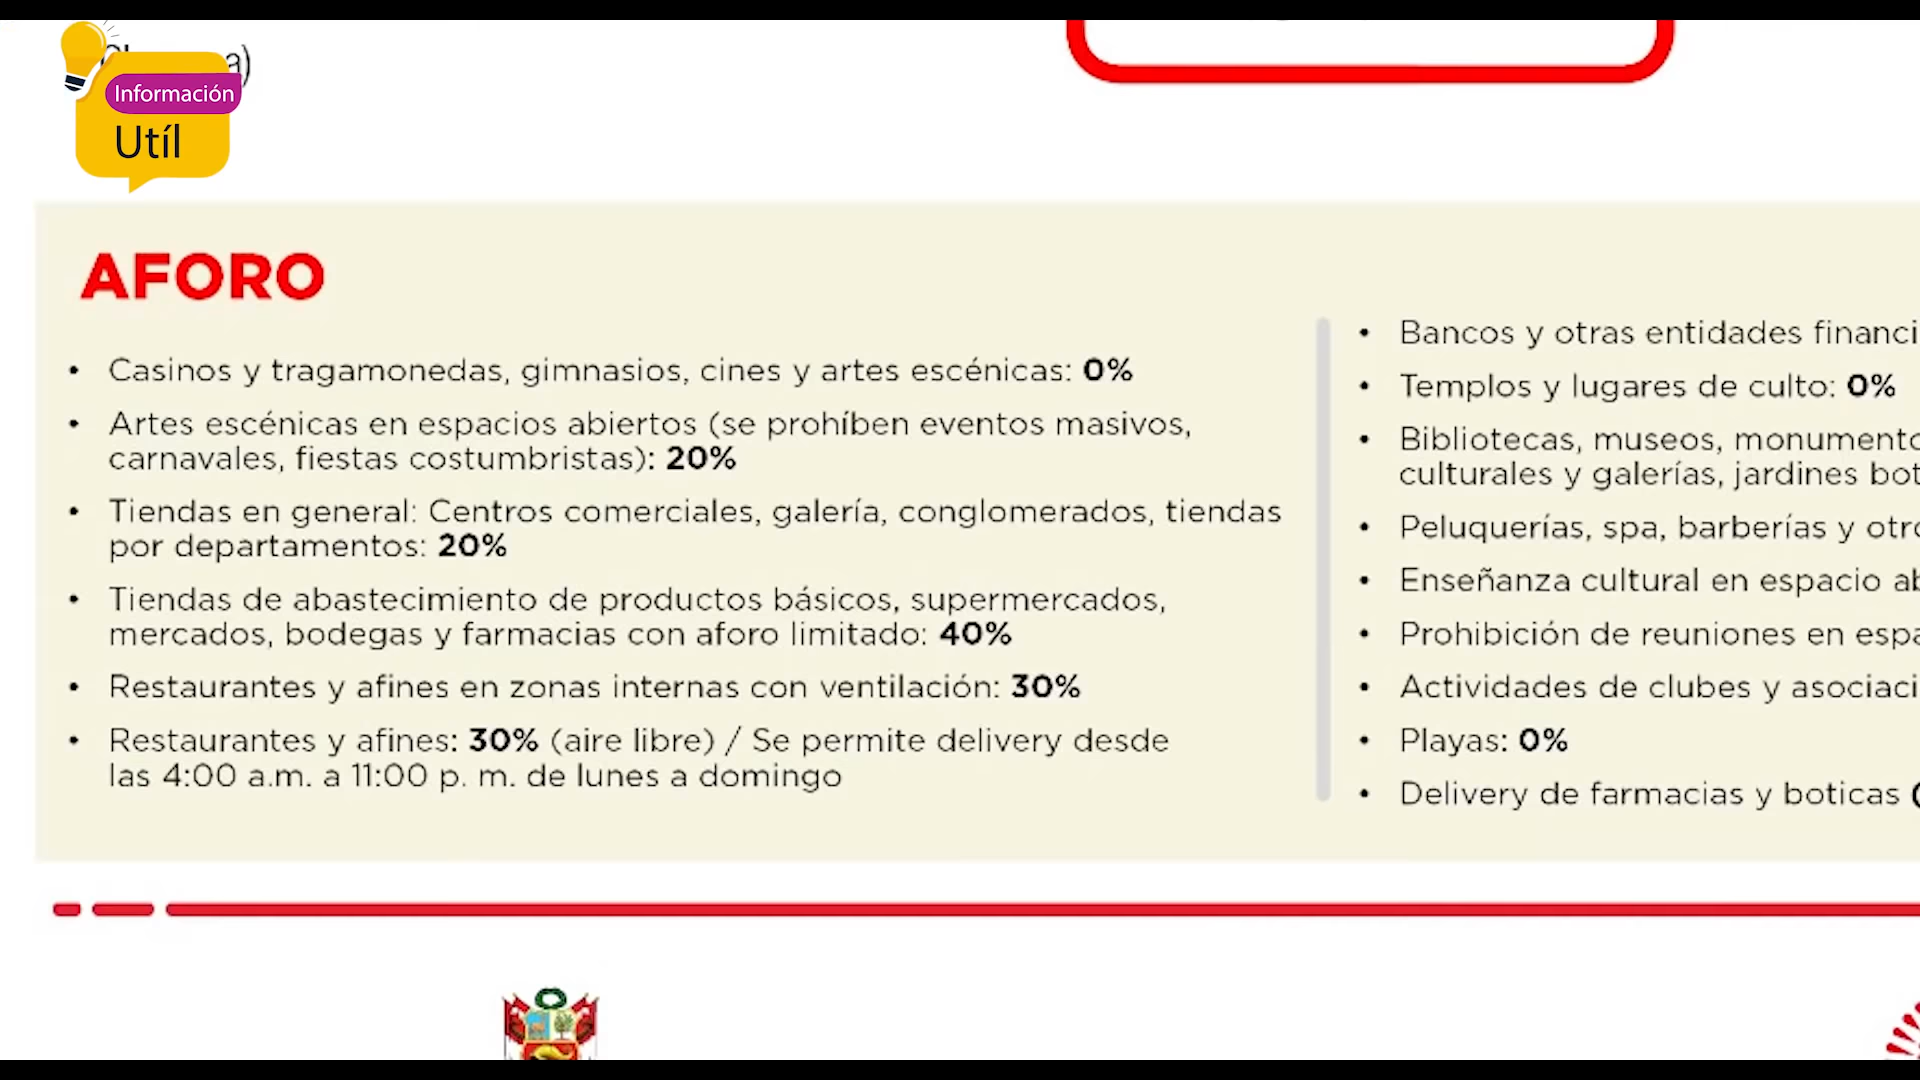 Información
Utíl
AFORO
• Casinos y tragamonedas, gimnasios, cines y artes escénicas: 0%
• Artes escénicas en espacios abiertos (se prohíben eventos masivos,
carnavales, fiestas costumbristas): 20%
• Tiendas en general: Centros comerciales, galería, conglomerados, tiendas
por departamentos: 20%
• Tiendas de abastecimiento de productos básicos, supermercados,
mercados, bodegas y farmacias con aforo limitado: 40%
• Restaurantes y afines en zonas internas con ventilación: 30%
• Restaurantes y afines: 30% (aire libre) / Se permite delivery desde
las 4:00 a.m. a 11:00 p. m. de lunes a domingo
• Bancos y otras entidades financi
• Templos y lugares de culto: 0%
• Bibliotecas, museos, monumento
culturales y galerías, jardines bot
• Peluquerías, spa, barberías y otro
• Enseñanza cultural en espacio ab
• Prohibición de reuniones en espa
• Actividades de clubes y asociaci
• Playas: 0%
• Delivery de farmacias y boticas (